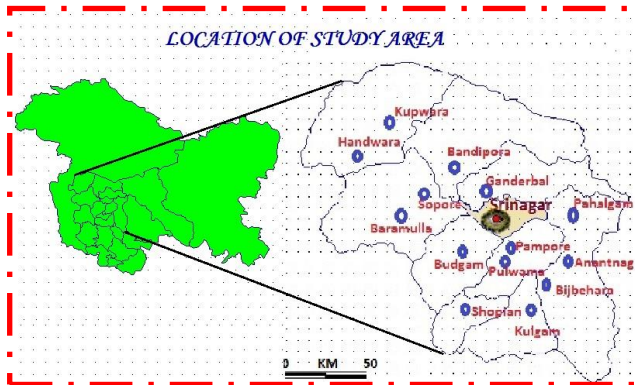 LOCATION OF STUDY AREA
Kupwara
Handwara
Bandipora
Ganderbal
Sopore
Srinagar
Pahalgam
Baramulla
Pampore
Budgam
Pulwama
Anantnag
Bijbehara
Shopian
Kulgam
0 KM 50